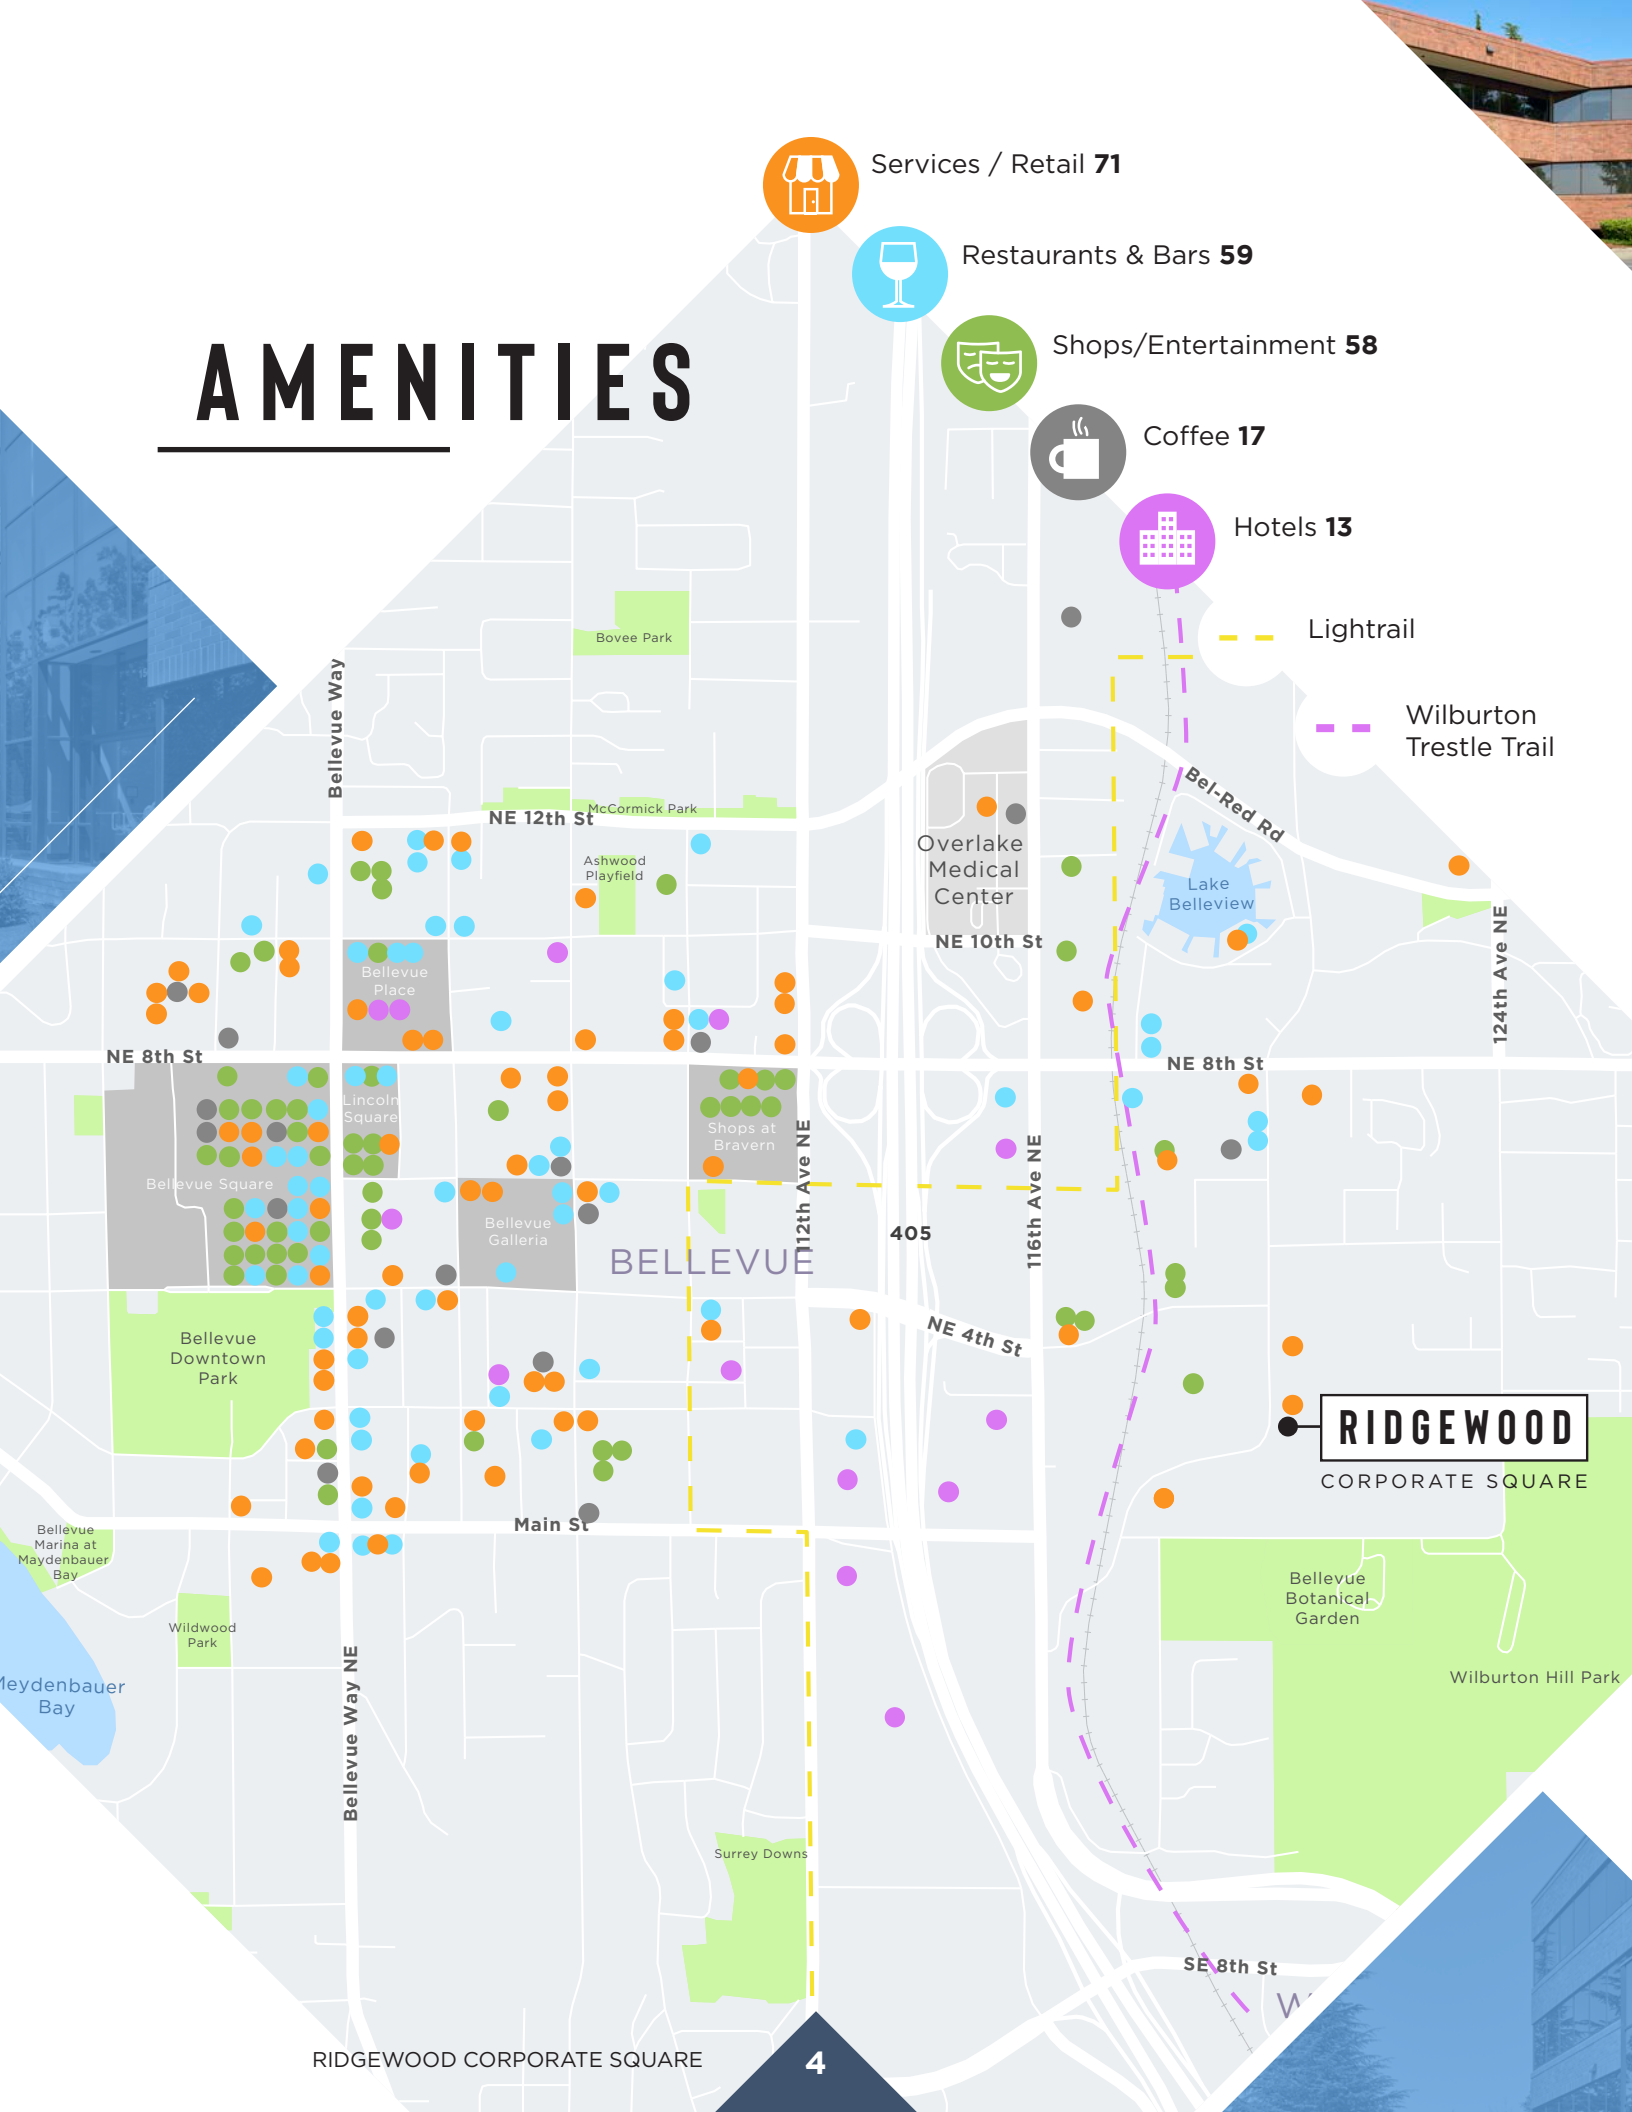 Services / Retail 71
Restaurants & Bars 59
AMENITIES
Shops/Entertainment 58
Coffee 17
Hotels 13
Lightrail
Wilburton
Trestle Trail
Bovee Park
Bellevue Way
McCormick Park
NE 12th St
Bel-Red Rd
Ashwood
Playfield
Overlake
Medical
Center
Lake
Belleview
NE 10th St
124th Ave NE
Bellevue
Place
NE 8th St
NE 8th St
Lincoln
Square
Shops at
Bravern
112th Ave NE
116th Ave NE
Bellevue Square
Bellevue
Galleria
405
BELLEVUE
NE 4th St
Bellevue
Downtown
Park
RIDGEWOOD
CORPORATE SQUARE
Main St
Bellevue
Marina at
Maydenbauer
Bay
Bellevue
Botanical
Garden
Wildwood
Park
Wilburton Hill Park
Meydenbauer
Bay
Bellevue Way NE
Surrey Downs
SE 8th St
W
RIDGEWOOD CORPORATE SQUARE
4